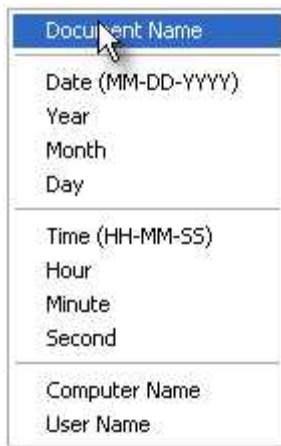 Document Name
Date (MM-DD-YYYY)
Year
Month
Day
Time (HH-MM-SS)
Hour
Minute
Second
Computer Name
User Name